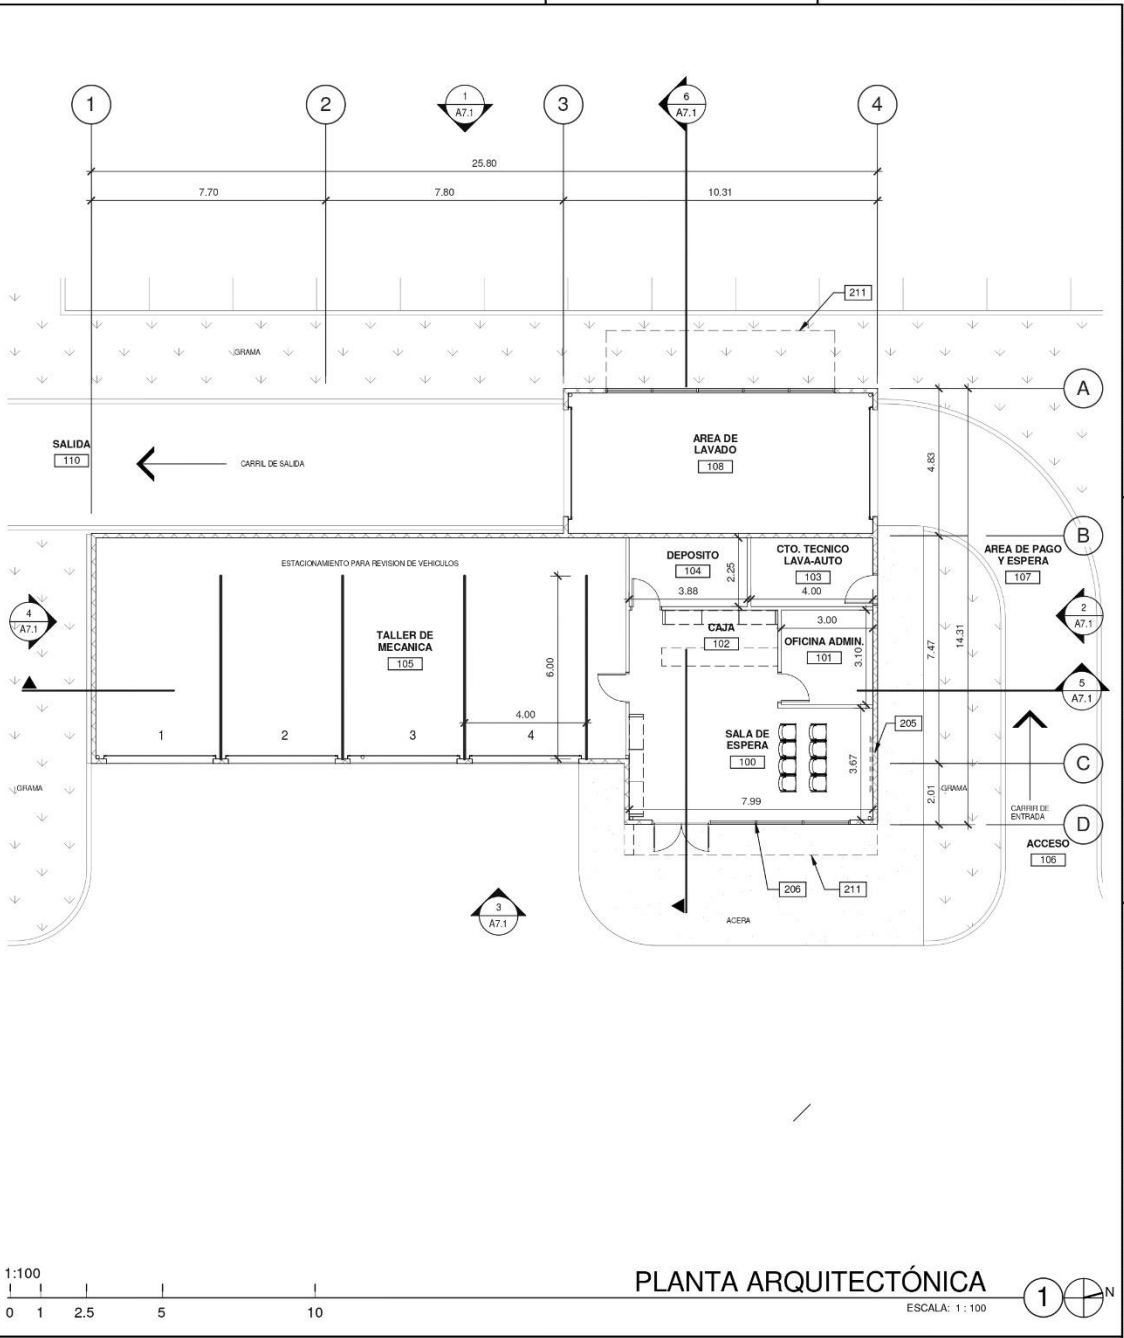 1
2
1
A7.1
3
6
A7.1
4
25.80
7.70
7.80
10.31
211
GRAMA
A
SALIDA
110
CARRIL DE SALIDA
AREA DE
LAVADO
108
4.83
B
ESTACIONAMIENTO PARA REVISION DE VEHICULOS
DEPOSITO
104
2.25
3.88
CTO. TECNICO
LAVA-AUTO
103
4.00
AREA DE PAGO
Y ESPERA
107
4
A7.1
2
A7.1
TALLER DE
MECANICA
105
CAJA
102
3.00
OFICINA ADMIN.
101
3.10
7.47
14.31
6.00
5
A7.1
4.00
1
2
3
4
SALA DE
ESPERA
100
205
3.67
C
GRAMA
7.99
2.01
GRAMA
CARRIR DE
ENTRADA
D
ACCESO
106
206
211
3
A7.1
ACERA
1:100
0 1 2.5 5 10
PLANTA ARQUITECTÓNICA
ESCALA: 1 : 100
1
N